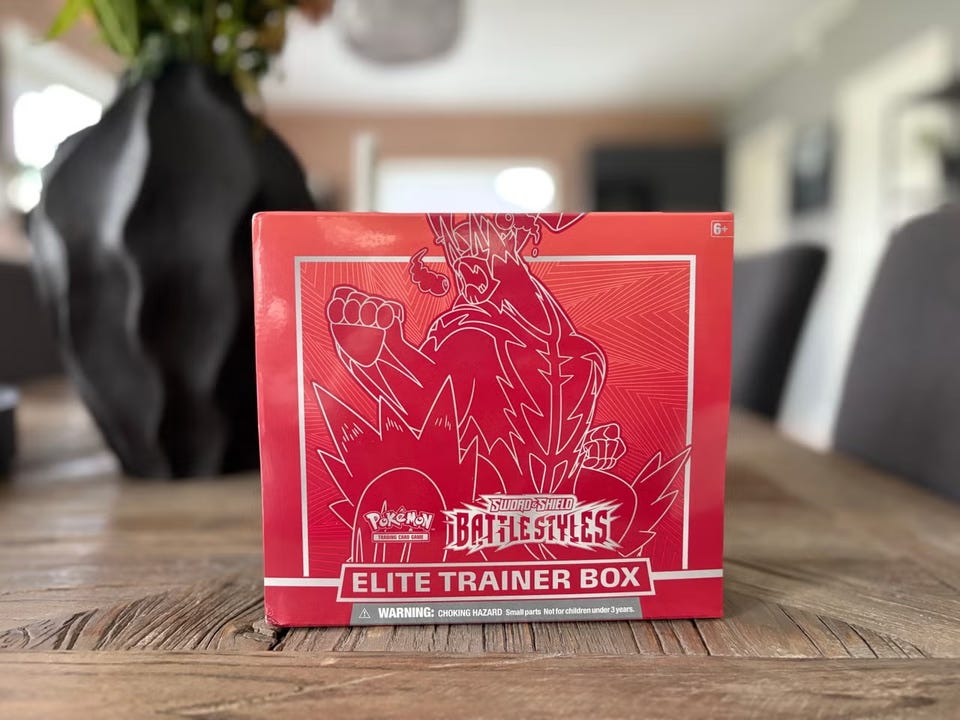 6+
POKéMON
TRADING CARD GAME
SWORD & SHIELD
BATTLE STYLES
ELITE TRAINER BOX
WARNING: CHOKING HAZARD Small parts Not for children under 3 years.